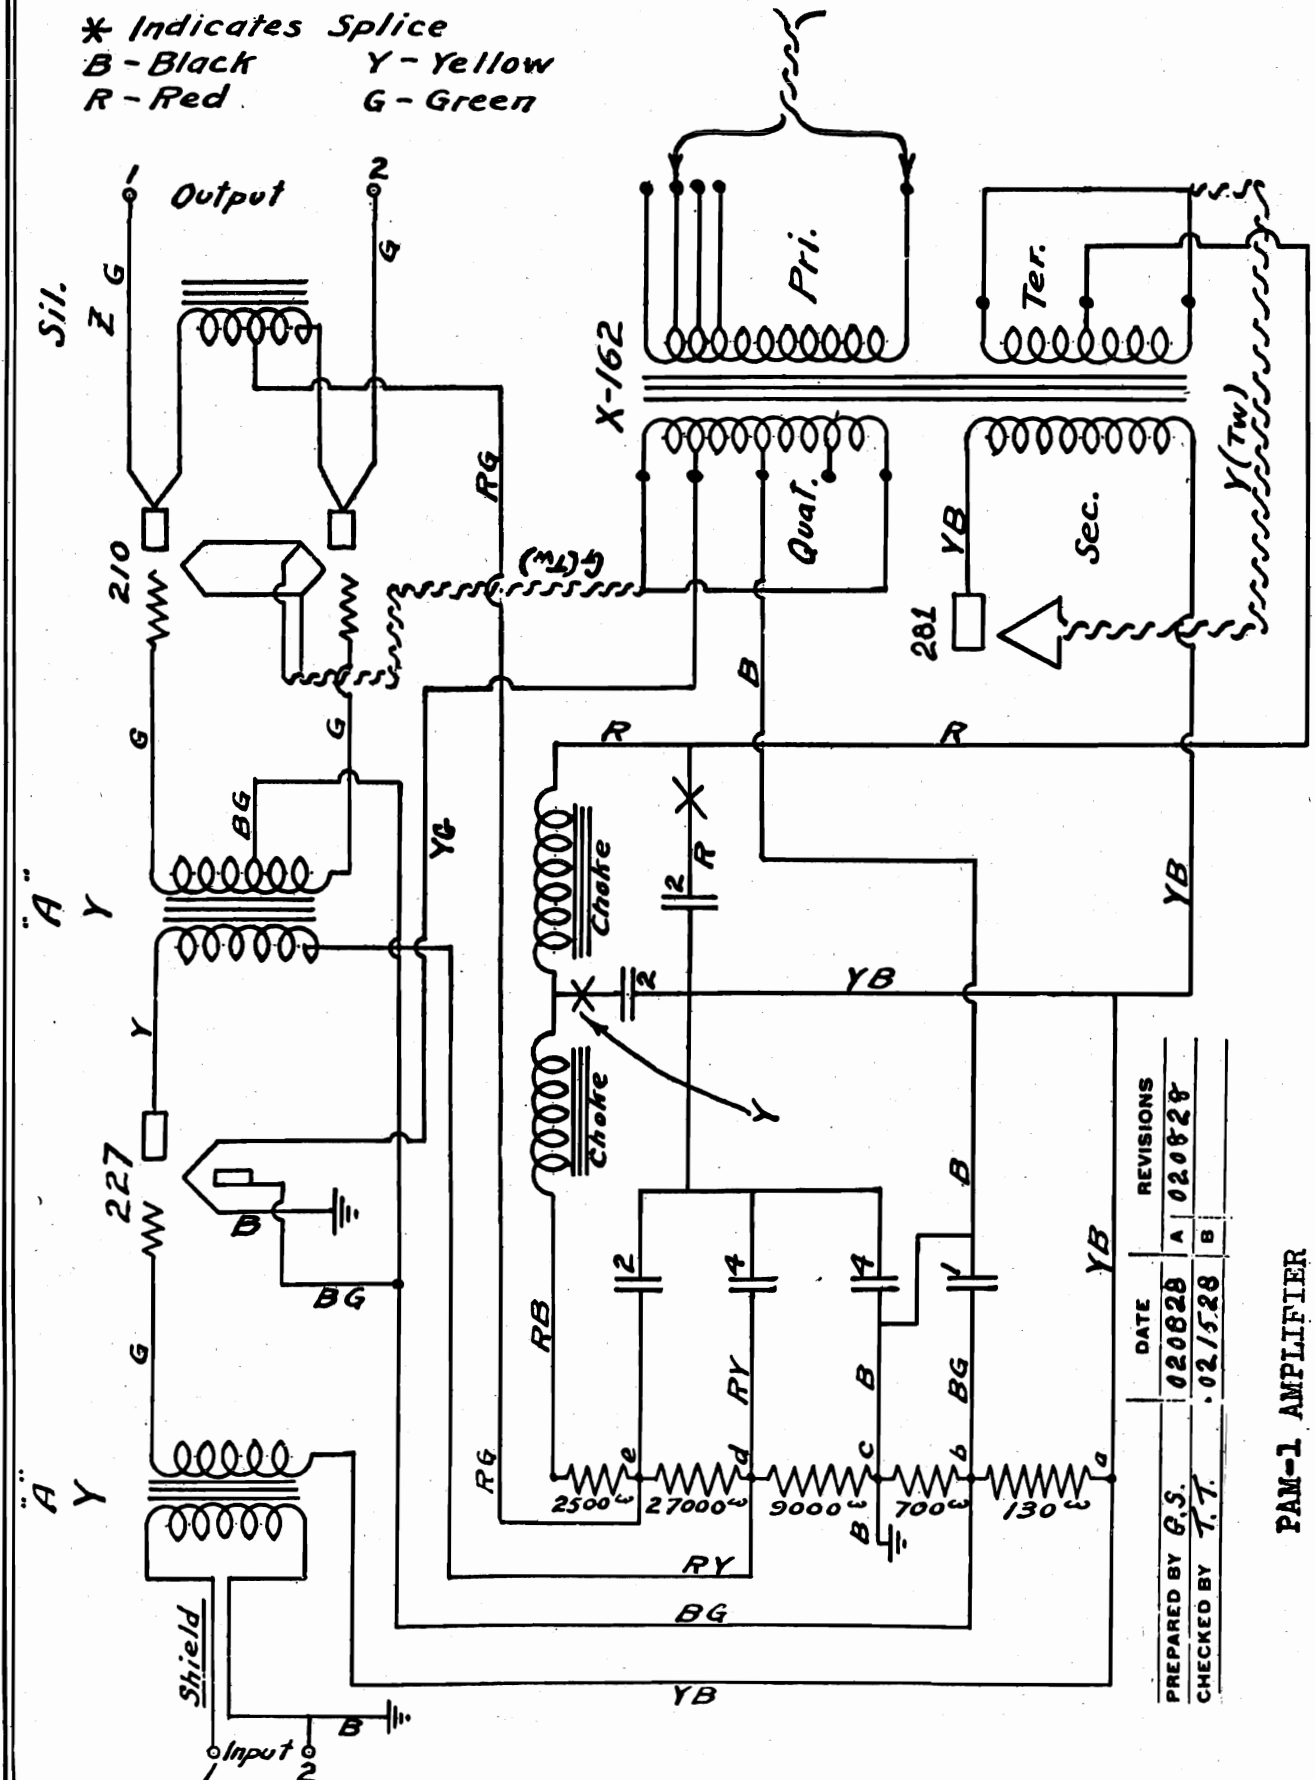 * Indicates Splice
B - Black Y - Yellow
R - Red G - Green
1
Output
2
Sil.
Z
G
G
210
G
G
Ä
Y
BG
Y
227
B
BG
G
Ä
Y
Shield
B
Input
1
2
RG
G(TW)
YG
X-162
Pri.
Ter.
Quat.
Sec.
YB
281
Y(TW)
B
R
R
Choke
R
2
2
YB
YB
Choke
Y
RB
2
4
4
1
B
YB
RY
B
BG
RG
e
d
c
b
a
2500ω
27000ω
9000ω
700ω
130ω
B
RY
BG
YB
DATE REVISIONS
PREPARED BY G.S. 020828 A 020828
CHECKED BY T.T. 021528 B
PAM-1 AMPLIFIER